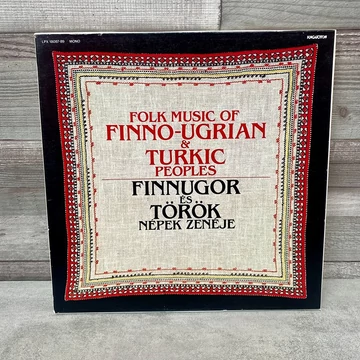 LPX 18087-89 MONO
HUNGAROTON
FOLK MUSIC OF
FINNO-UGRIAN
&
TURKIC
PEOPLES
FINNUGOR
ÉS
TÖRÖK
NÉPEK ZENÉJE